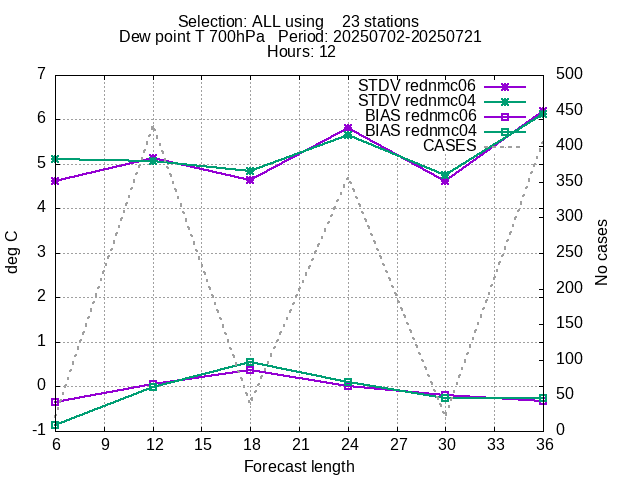 Selection: ALL using    23 stations
Dew point T 700hPa   Period: 20250702-20250721
Hours: 12
STDV rednmc06
STDV rednmc04
BIAS rednmc06
BIAS rednmc04
CASES
7
6
5
4
3
2
1
0
-1
deg C
500
450
400
350
300
250
200
150
100
50
0
No cases
6 9 12 15 18 21 24 27 30 33 36
Forecast length